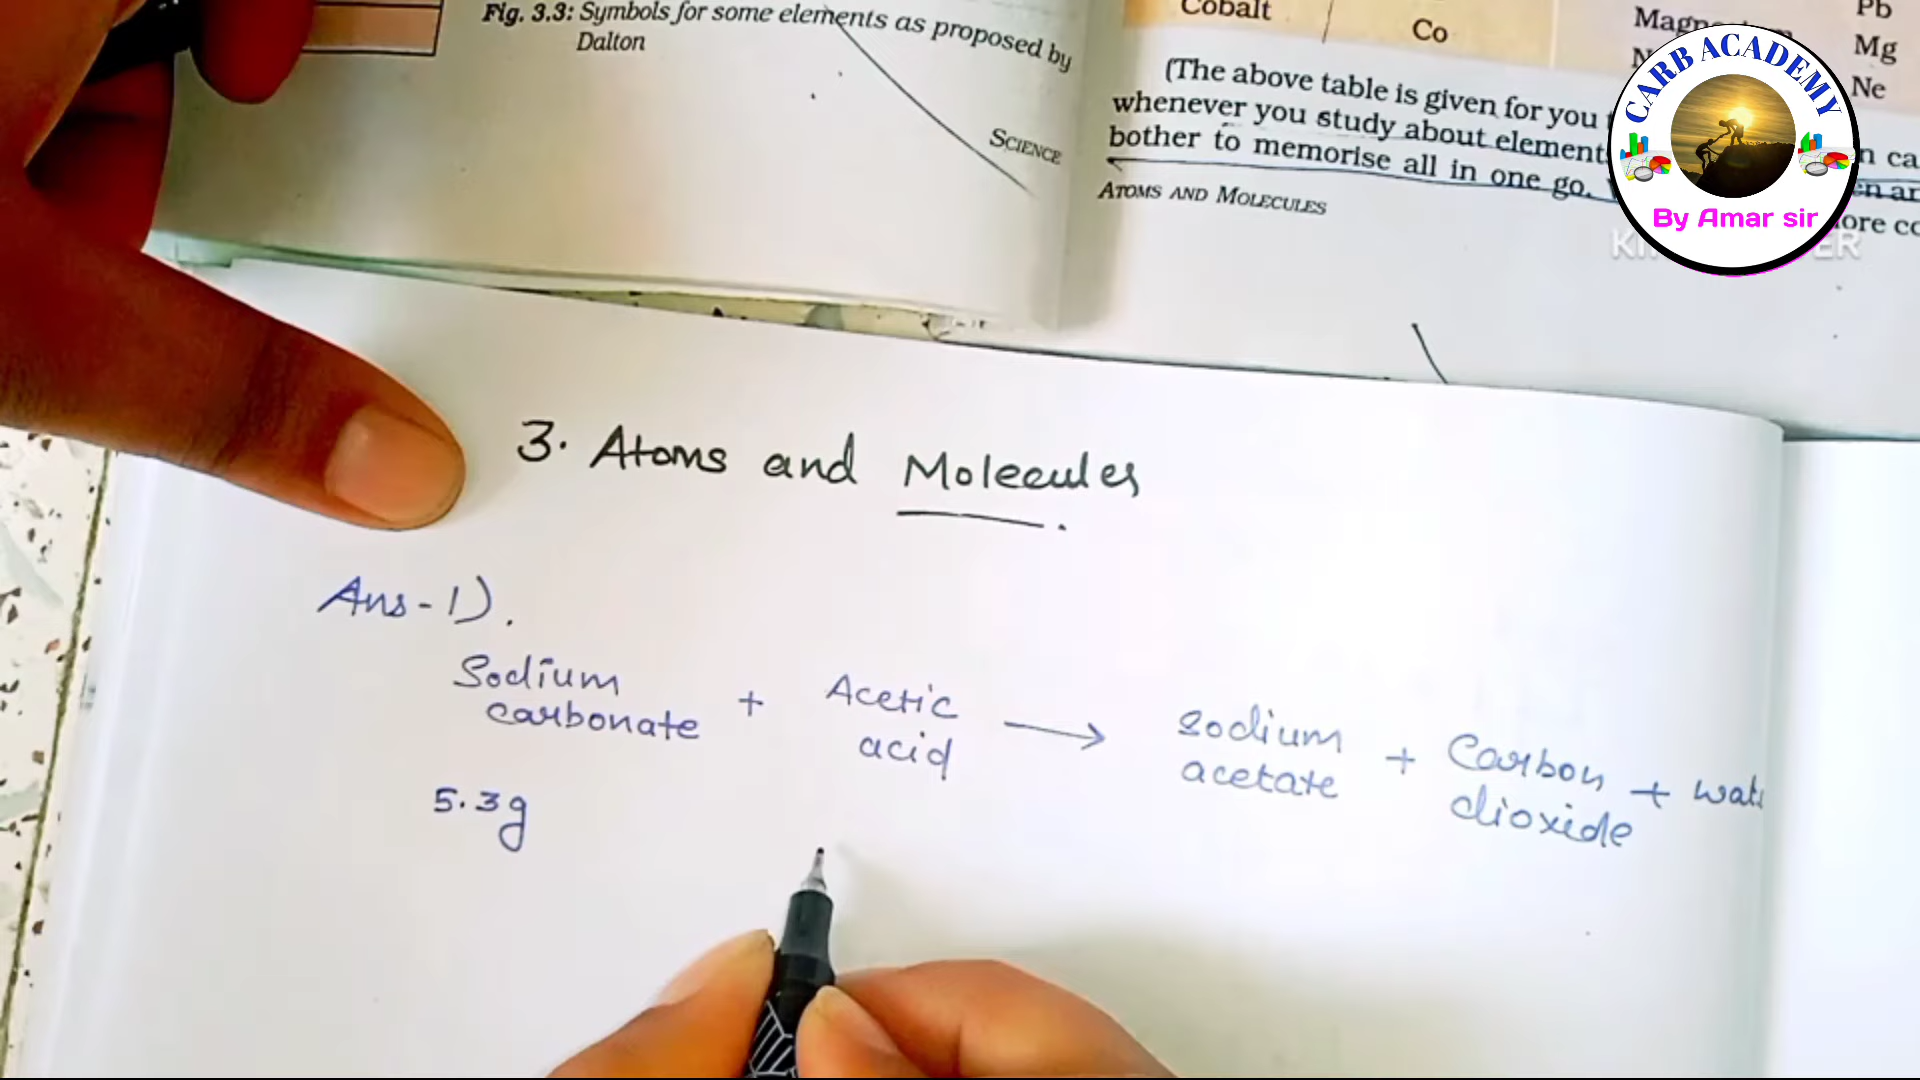 Fig. 3.3: Symbols for some elements as proposed by
Dalton
SCIENCE
Cobalt
Co
Pb
Mg
Ne
(The above table is given for you
whenever you study about elements
bother to memorise all in one go.
ATOMS AND MOLECULES
CARB ACADEMY
By Amar sir
3. Atoms and Molecules
Ans-1).
Sodium carbonate + Acetic acid → sodium acetate + Carbon dioxide +
5.3g